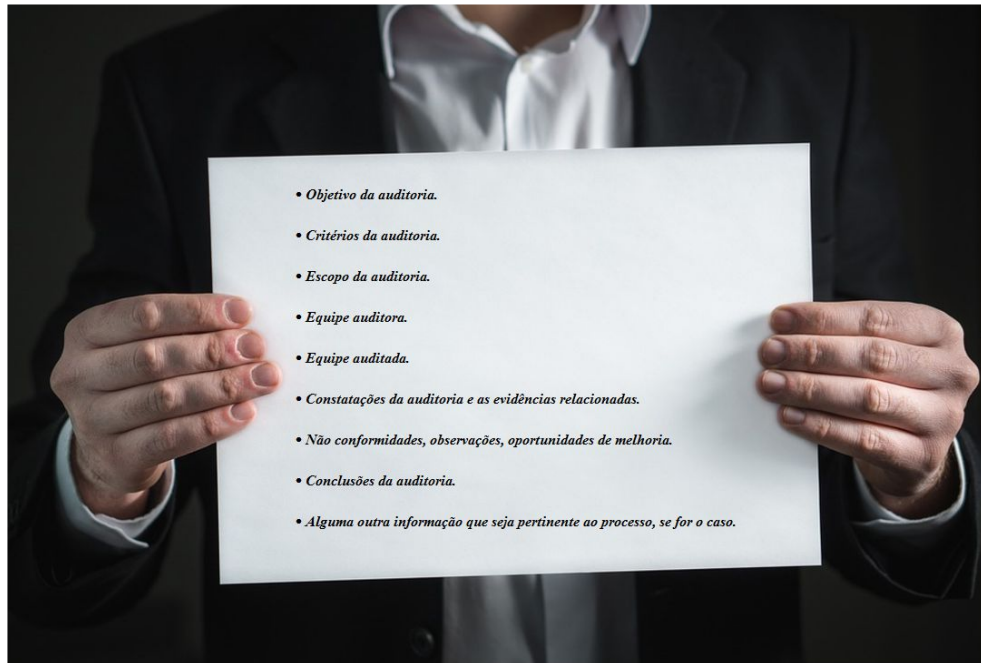 • Objetivo da auditoria.
• Critérios da auditoria.
• Escopo da auditoria.
• Equipe auditora.
• Equipe auditada.
• Constatações da auditoria e as evidências relacionadas.
• Não conformidades, observações, oportunidades de melhoria.
• Conclusões da auditoria.
• Alguma outra informação que seja pertinente ao processo, se for o caso.